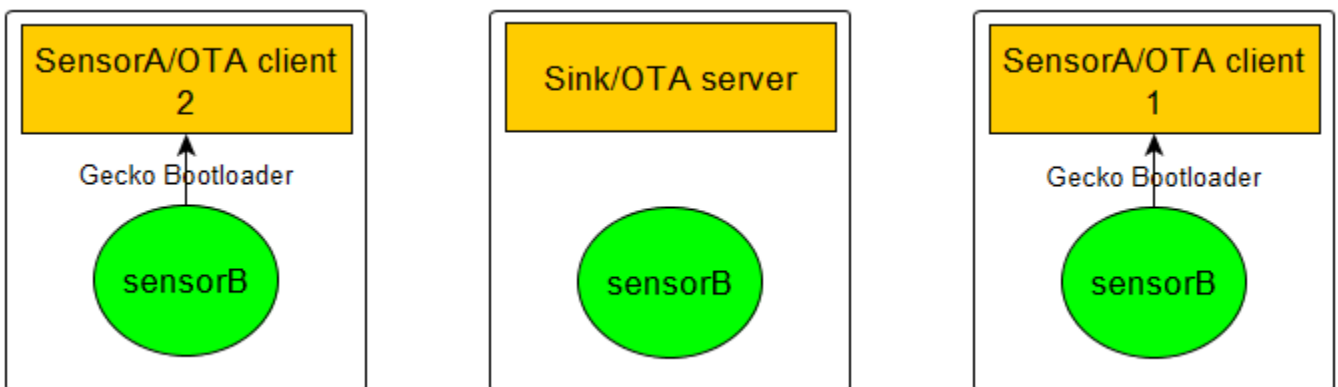 SensorA/OTA client
2
Gecko Bootloader
sensorB
Sink/OTA server
sensorB
SensorA/OTA client
1
Gecko Bootloader
sensorB